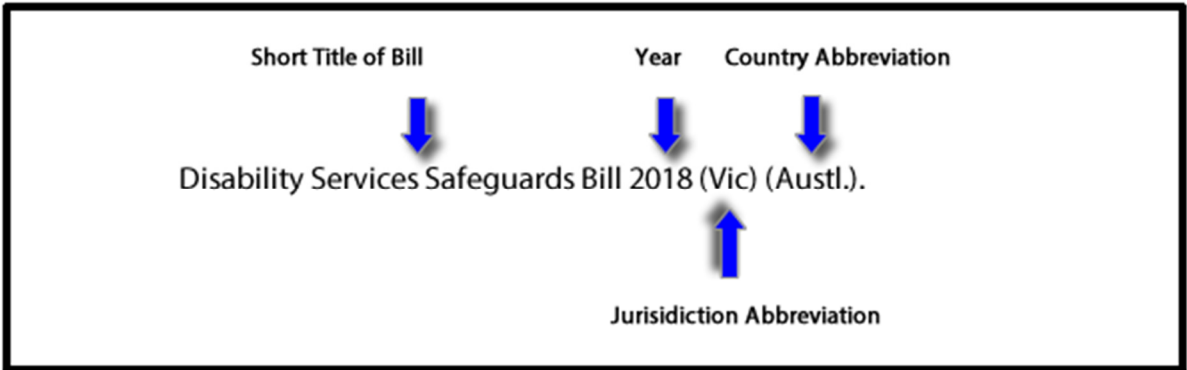 Short Title of Bill Year Country Abbreviation
Disability Services Safeguards Bill 2018 (Vic) (Austl.).
Jurisidiction Abbreviation